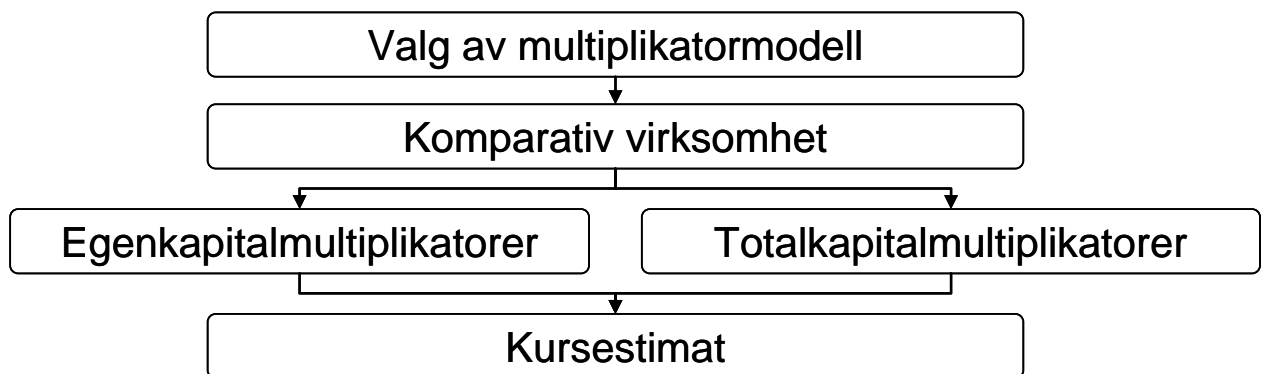 Valg av multiplikatormodell
Komparativ virksomhet
Egenkapitalmultiplikatorer
Totalkapitalmultiplikatorer
Kursestimat